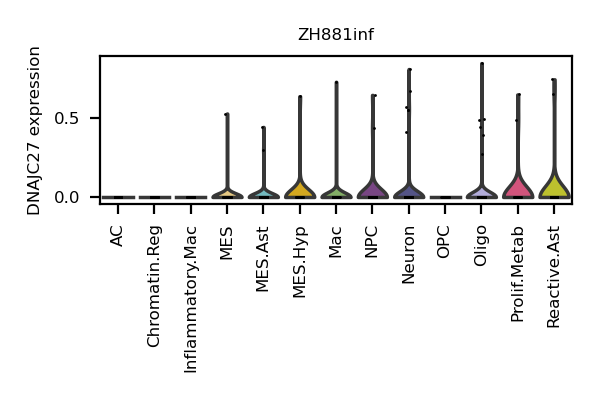 ZH881inf
DNAJC27 expression
0.5
0.0
AC
Chromatin.Reg
Inflammatory.Mac
MES
MES.Ast
MES.Hyp
Mac
NPC
Neuron
OPC
Oligo
Prolif.Metab
Reactive.Ast